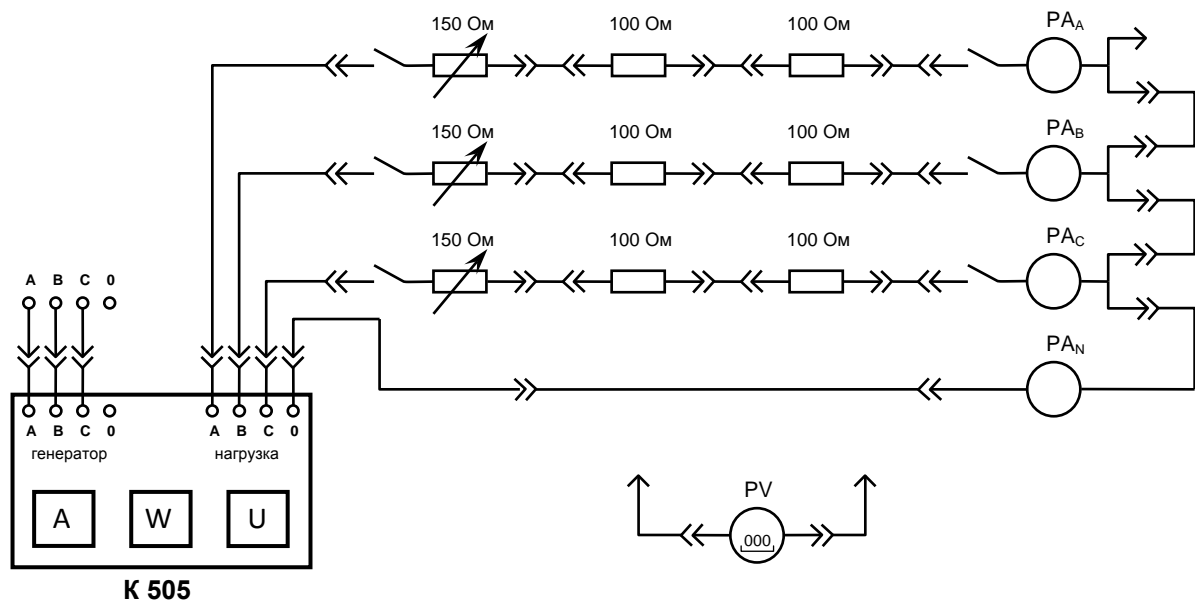 150 Ом 100 Ом 100 Ом PAA
150 Ом 100 Ом 100 Ом PAB
150 Ом 100 Ом 100 Ом PAC
A B C 0
PAN
A B C 0 A B C 0
генератор нагрузка
A W U
PV
000
К 505